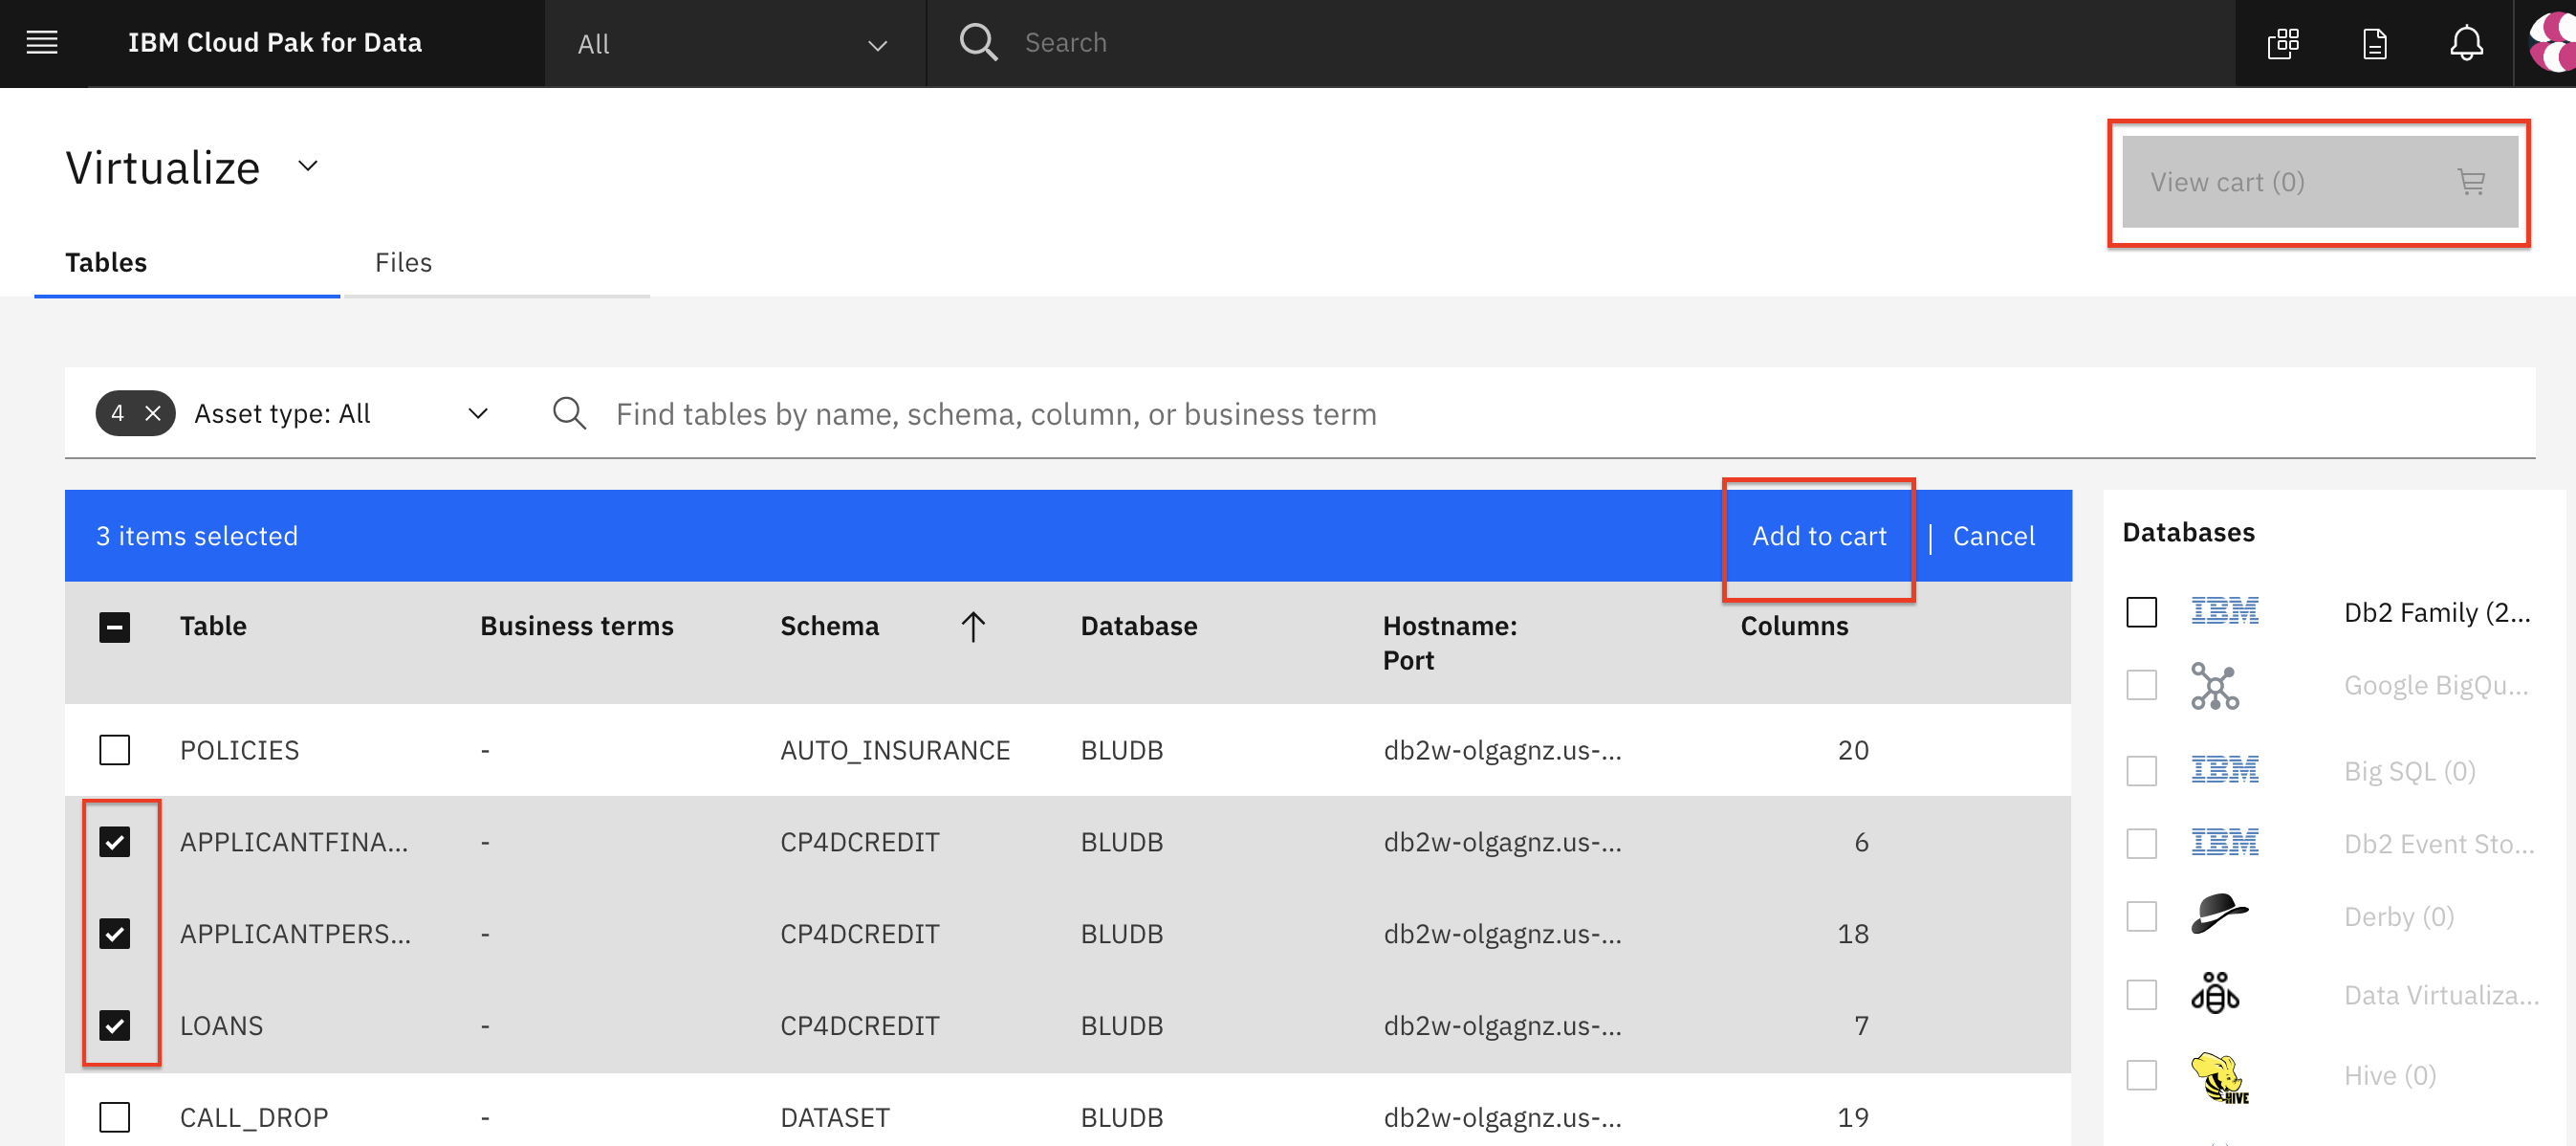 IBM Cloud Pak for Data All Search
Virtualize
View cart (0)
Tables Files
4 Asset type: All Find tables by name, schema, column, or business term
3 items selected Add to cart | Cancel
Table Business terms Schema Database Hostname: Columns
Port
POLICIES - AUTO_INSURANCE BLUDB db2w-olgagnz.us-... 20
APPLICANTFINA... - CP4DCREDIT BLUDB db2w-olgagnz.us-... 6
APPLICANTPERS... - CP4DCREDIT BLUDB db2w-olgagnz.us-... 18
LOANS - CP4DCREDIT BLUDB db2w-olgagnz.us-... 7
CALL_DROP - DATASET BLUDB db2w-olgagnz.us-... 19
Databases
IBM Db2 Family (2...
Google BigQu...
IBM Big SQL (0)
IBM Db2 Event Sto...
Derby (0)
Data Virtualiza...
HIVE Hive (0)